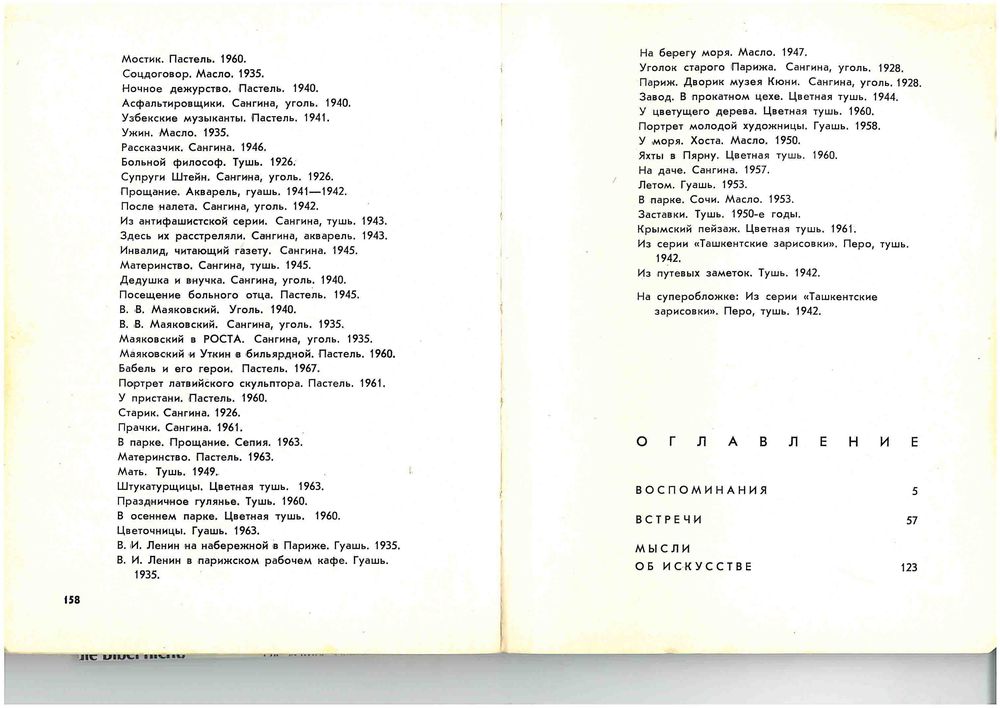 Мостик. Пастель. 1960.
Соцдоговор. Масло. 1935.
Ночное дежурство. Пастель. 1940.
Асфальтировщики. Сангина, уголь. 1940.
Узбекские музыканты. Пастель. 1941.
Ужин. Масло. 1935.
Рассказчик. Сангина. 1946.
Больной философ. Тушь. 1926.
Супруги Штейн. Сангина, уголь. 1926.
Прощание. Акварель, гуашь. 1941—1942.
После налета. Сангина, уголь. 1942.
Из антифашистской серии. Сангина, тушь. 1943.
Здесь их расстреляли. Сангина, акварель. 1943.
Инвалид, читающий газету. Сангина. 1945.
Материнство. Сангина, тушь. 1945.
Дедушка и внучка. Сангина, уголь. 1940.
Посещение больного отца. Пастель. 1945.
В. В. Маяковский. Уголь. 1940.
В. В. Маяковский. Сангина, уголь. 1935.
Маяковский в РОСТА. Сангина, уголь. 1935.
Маяковский и Уткин в бильярдной. Пастель. 1960.
Бабель и его герои. Пастель. 1967.
Портрет латвийского скульптора. Пастель. 1961.
У пристани. Пастель. 1960.
Старик. Сангина. 1926.
Прачки. Сангина. 1961.
В парке. Прощание. Сепия. 1963.
Материнство. Пастель. 1963.
Мать. Тушь. 1949.
Штукатурщицы. Цветная тушь. 1963.
Праздничное гулянье. Тушь. 1960.
В осеннем парке. Цветная тушь. 1960.
Цветочницы. Гуашь. 1963.
В. И. Ленин на набережной в Париже. Гуашь. 1935.
В. И. Ленин в парижском рабочем кафе. Гуашь.
1935.
158
На берегу моря. Масло. 1947.
Уголок старого Парижа. Сангина, уголь. 1928.
Париж. Дворик музея Кюни. Сангина, уголь. 1928.
Завод. В прокатном цехе. Цветная тушь. 1944.
У цветущего дерева. Цветная тушь. 1960.
Портрет молодой художницы. Гуашь. 1958.
У моря. Хоста. Масло. 1950.
Яхты в Пярну. Цветная тушь. 1960.
На даче. Сангина. 1957.
Летом. Гуашь. 1953.
В парке. Сочи. Масло. 1953.
Заставки. Тушь. 1950-е годы.
Крымский пейзаж. Цветная тушь. 1961.
Из серии «Ташкентские зарисовки». Перо, тушь.
1942.
Из путевых заметок. Тушь. 1942.
На суперобложке: Из серии «Ташкентские
зарисовки». Перо, тушь. 1942.
ОГЛАВЛЕНИЕ
ВОСПОМИНАНИЯ 5
ВСТРЕЧИ 57
МЫСЛИ
ОБ ИСКУССТВЕ 123